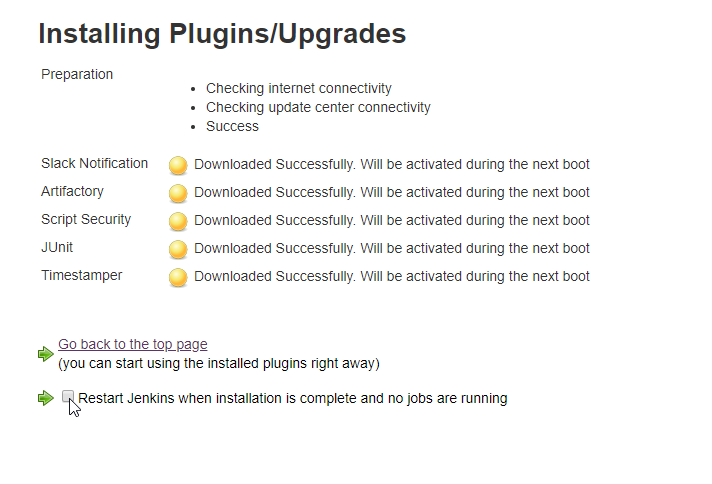 Installing Plugins/Upgrades
Preparation
Checking internet connectivity
Checking update center connectivity
Success
Slack Notification Downloaded Successfully. Will be activated during the next boot
Artifactory Downloaded Successfully. Will be activated during the next boot
Script Security Downloaded Successfully. Will be activated during the next boot
JUnit Downloaded Successfully. Will be activated during the next boot
Timestamper Downloaded Successfully. Will be activated during the next boot
Go back to the top page
(you can start using the installed plugins right away)
Restart Jenkins when installation is complete and no jobs are running